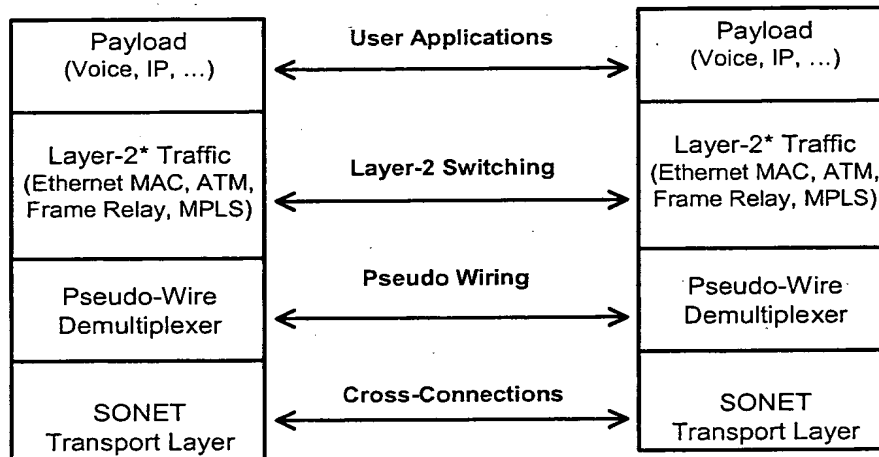 Payload
(Voice, IP, ...)
User Applications
Payload
(Voice, IP, ...)
Layer-2* Traffic
(Ethernet MAC, ATM,
Frame Relay, MPLS)
Layer-2 Switching
Layer-2* Traffic
(Ethernet MAC, ATM,
Frame Relay, MPLS)
Pseudo-Wire
Demultiplexer
Pseudo Wiring
Pseudo-Wire
Demultiplexer
SONET
Transport Layer
Cross-Connections
SONET
Transport Layer